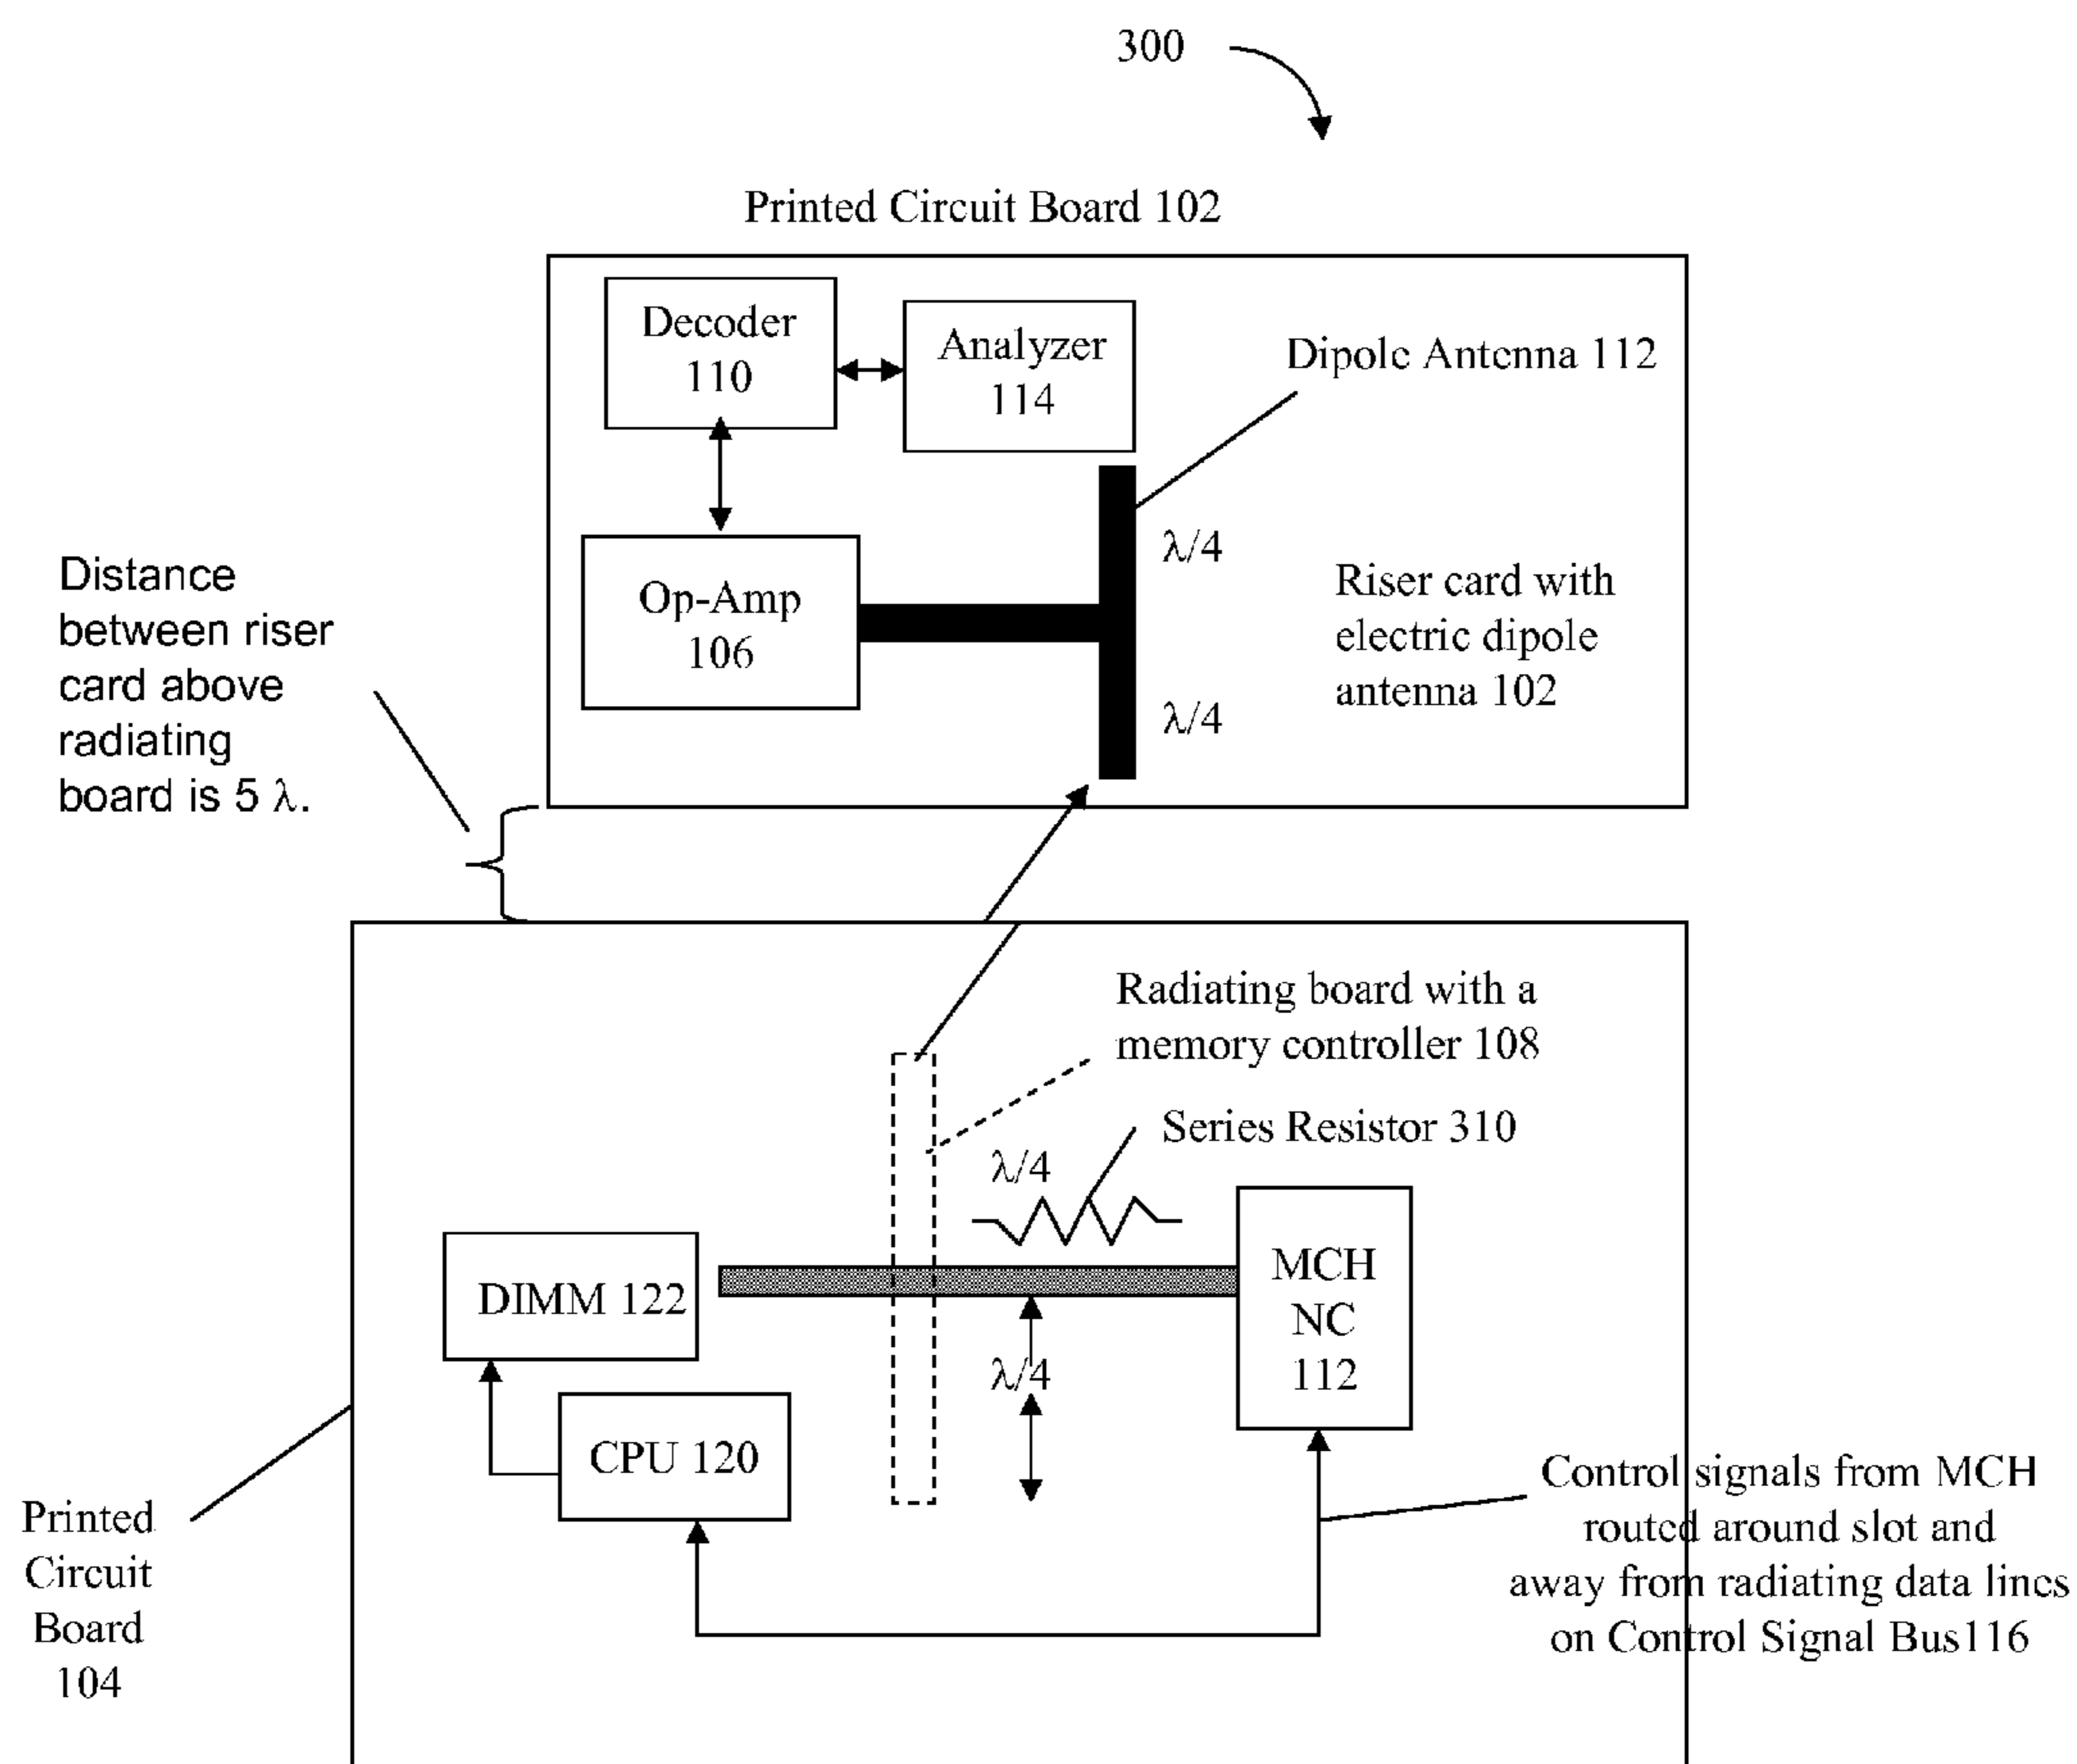 300
Printed Circuit Board 102
Decoder
110
Analyzer
114
Dipole Antenna 112
Op-Amp
106
λ/4
λ/4
Riser card with
electric dipole
antenna 102
Distance
between riser
card above
radiating
board is 5 λ.
Radiating board with a
memory controller 108
Series Resistor 310
λ/4
DIMM 122
MCH
NC
112
λ/4
CPU 120
Control signals from MCH
routed around slot and
away from radiating data lines
on Control Signal Bus116
Printed
Circuit
Board
104